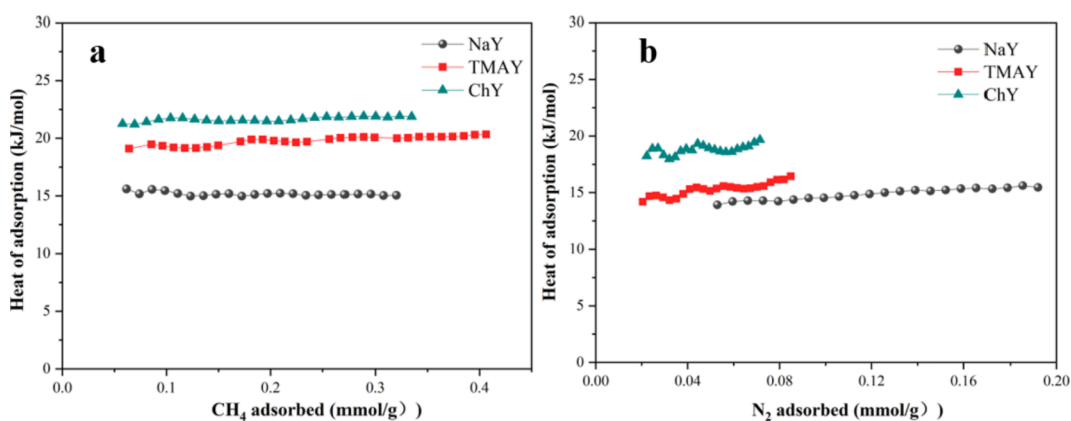 a
NaY
TMAY
ChY
30
25
20
15
10
5
0
0.0 0.1 0.2 0.3 0.4
Heat of adsorption (kJ/mol)
CH₄ adsorbed (mmol/g））
b
NaY
TMAY
ChY
30
25
20
15
10
5
0
0.00 0.04 0.08 0.12 0.16 0.20
Heat of adsorption (kJ/mol)
N₂ adsorbed (mmol/g））